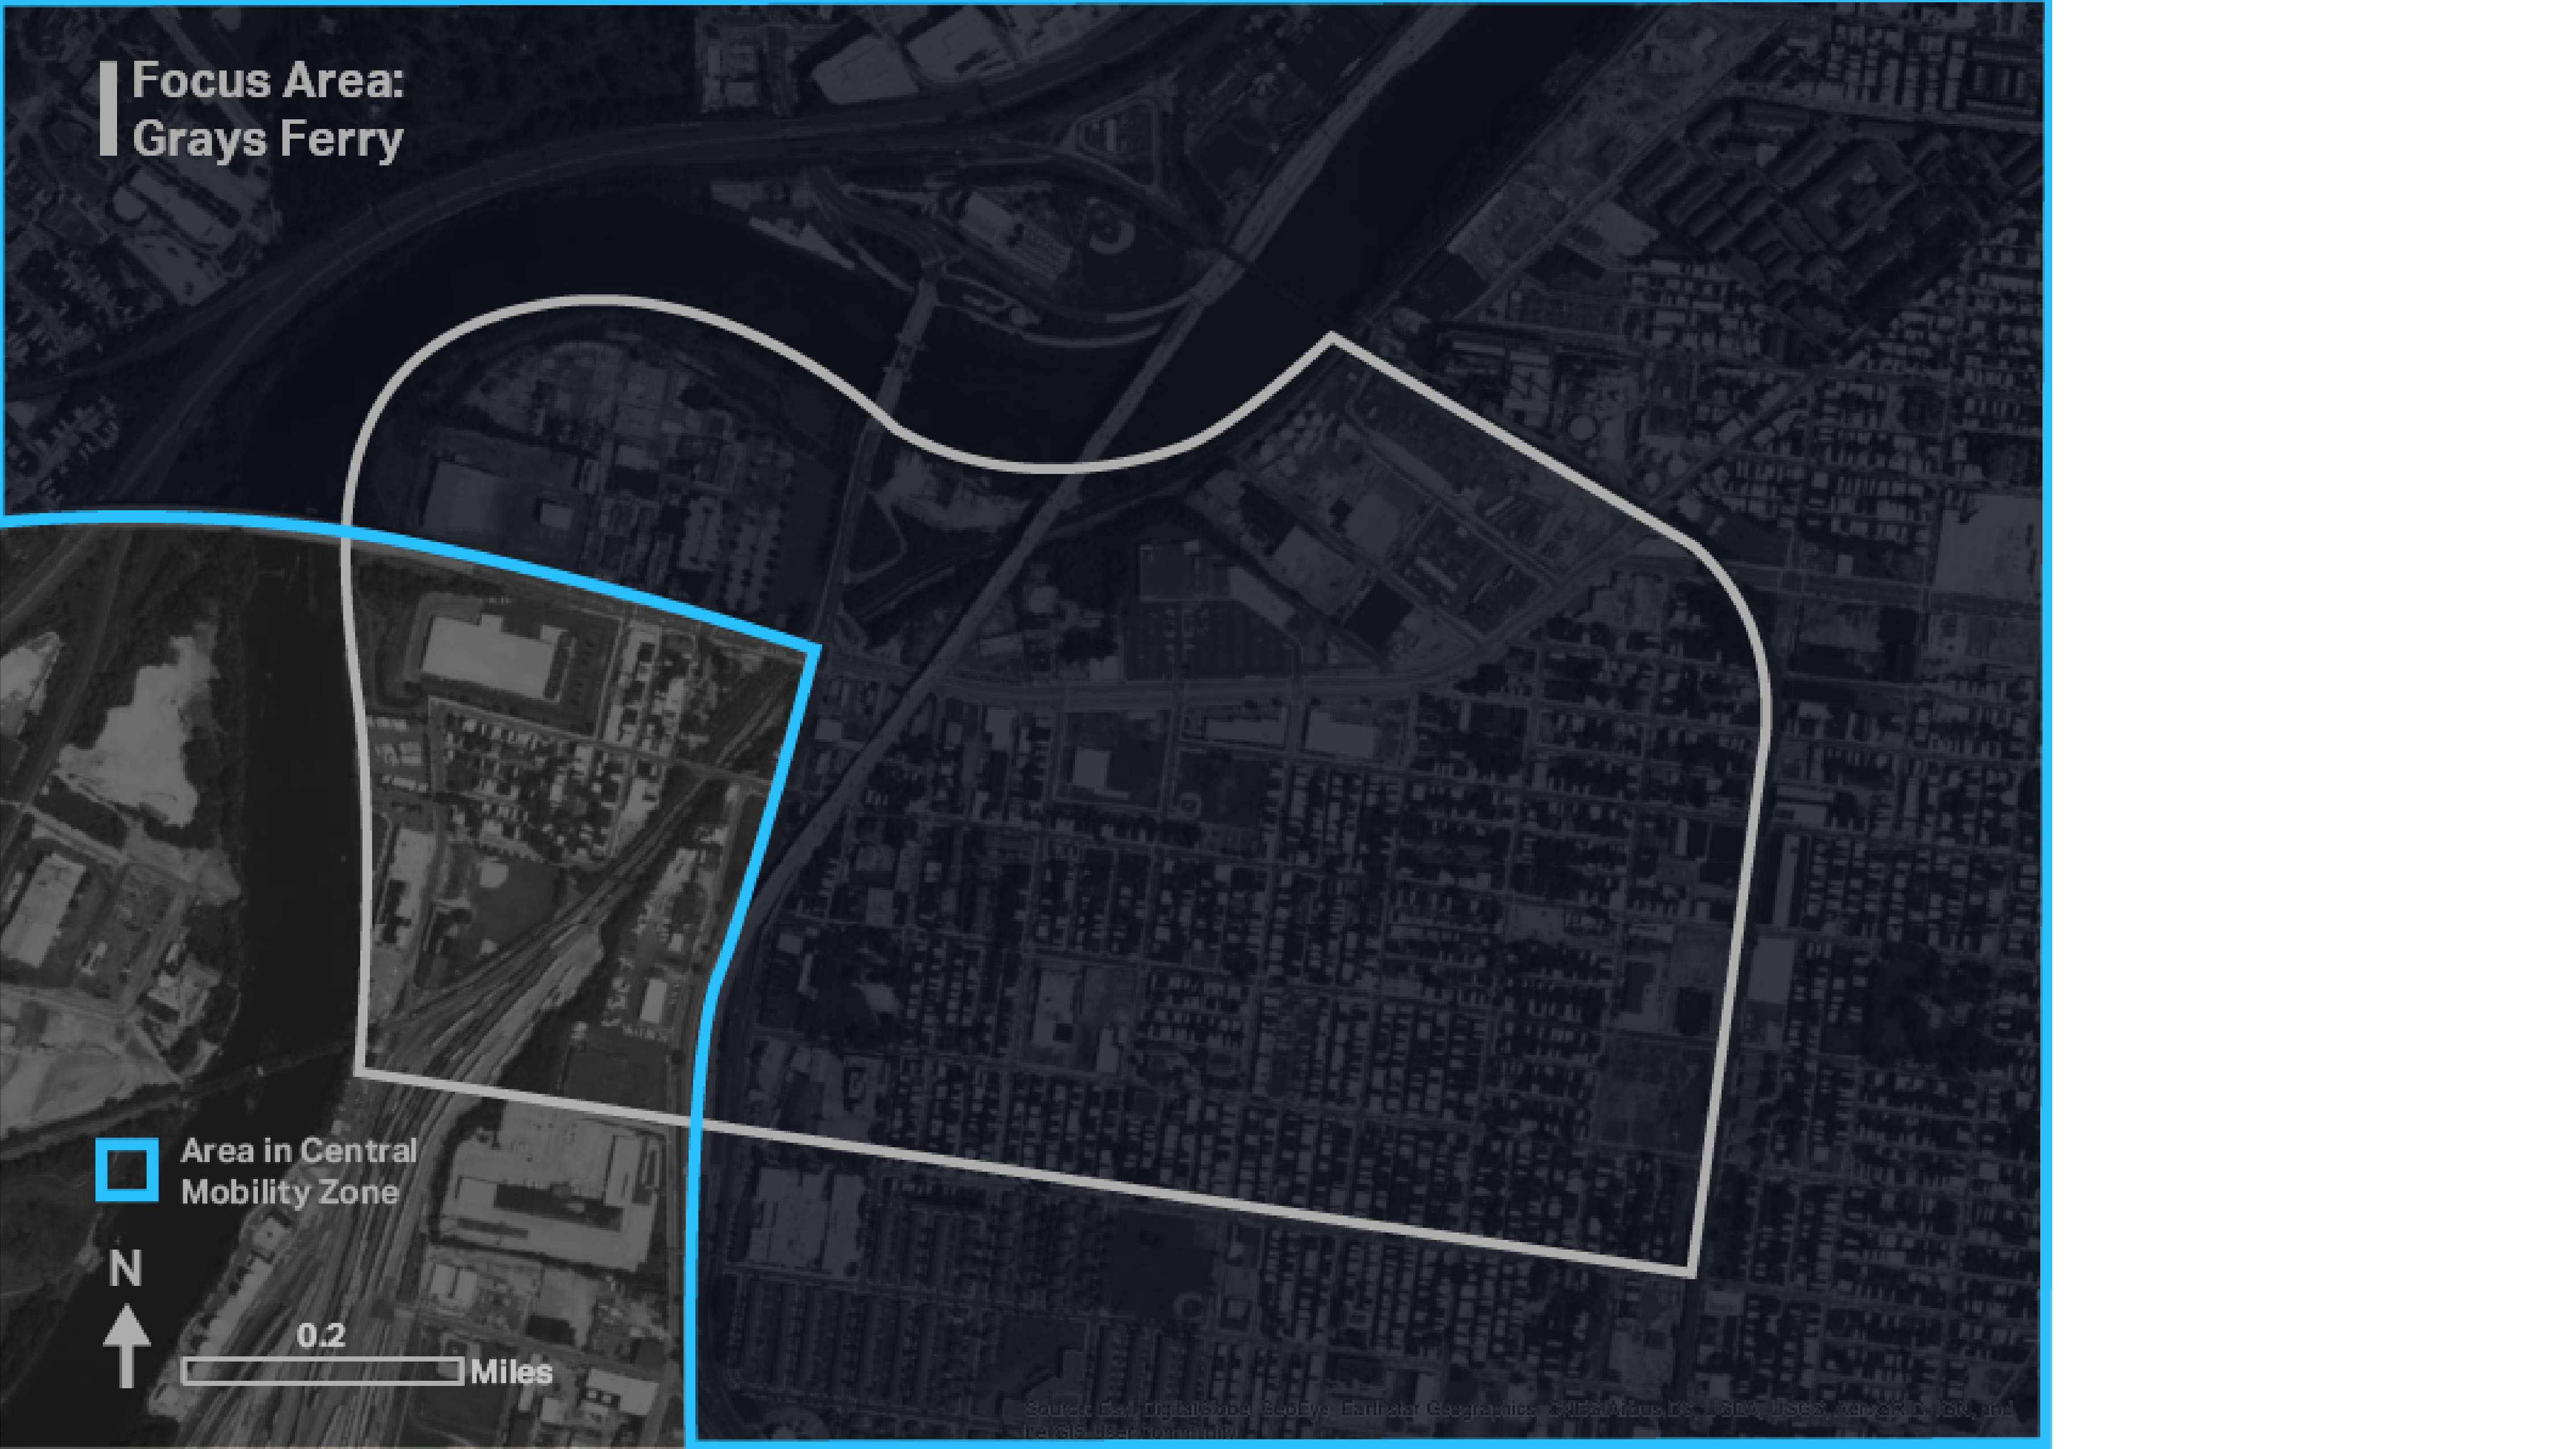 Focus Area:
Grays Ferry
Area in Central
Mobility Zone
N
0.2
Miles
Source: Esri, DigitalGlobe, GeoEye, Earthstar Geographics, CNES/Airbus DS, USDA, USGS, AeroGRID, IGN, and
the GIS User Community